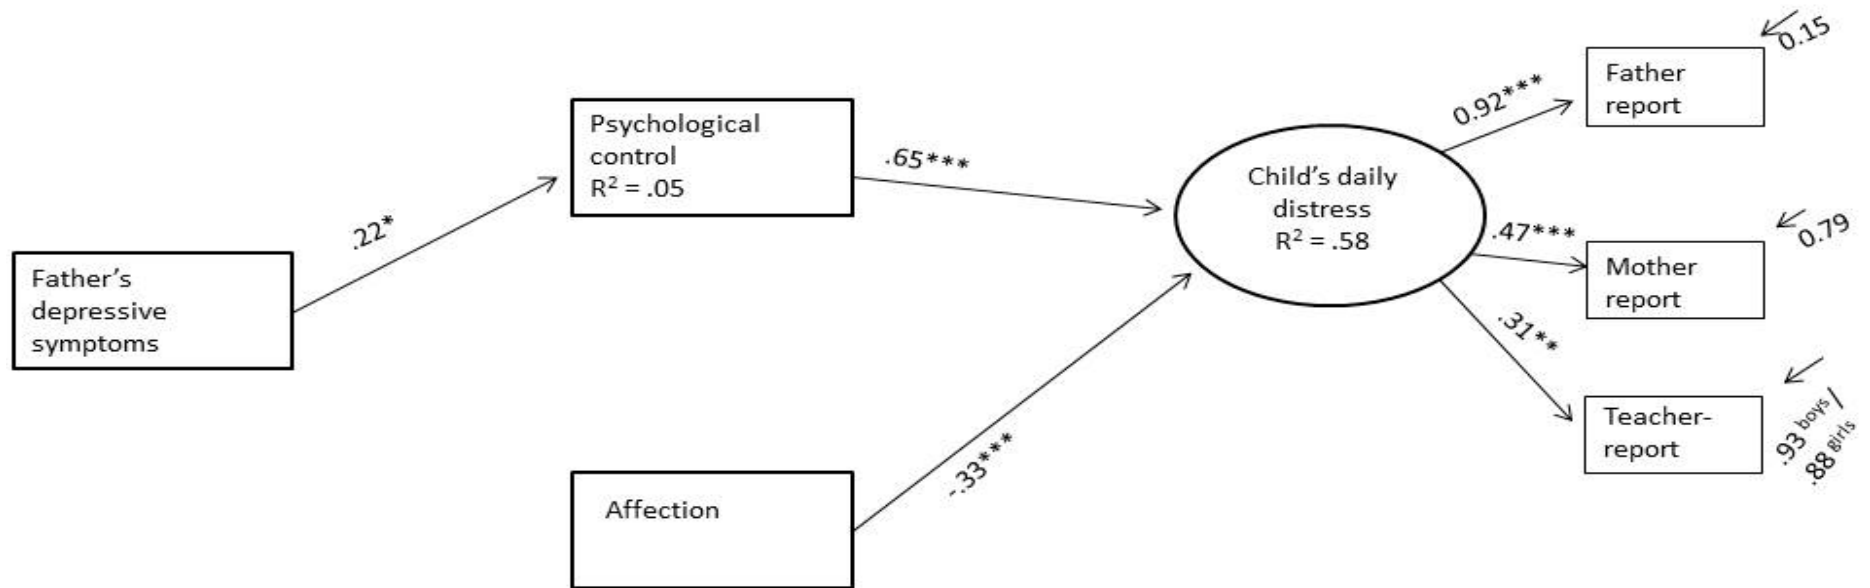 Father's
depressive
symptoms
.22*
Psychological
control
R² = .05
Affection
.65***
-.33***
Child's daily
distress
R² = .58
0.92***
.47***
.31**
Father
report
0.15
Mother
report
0.79
Teacher-
report
.93 boys /
.88 girls